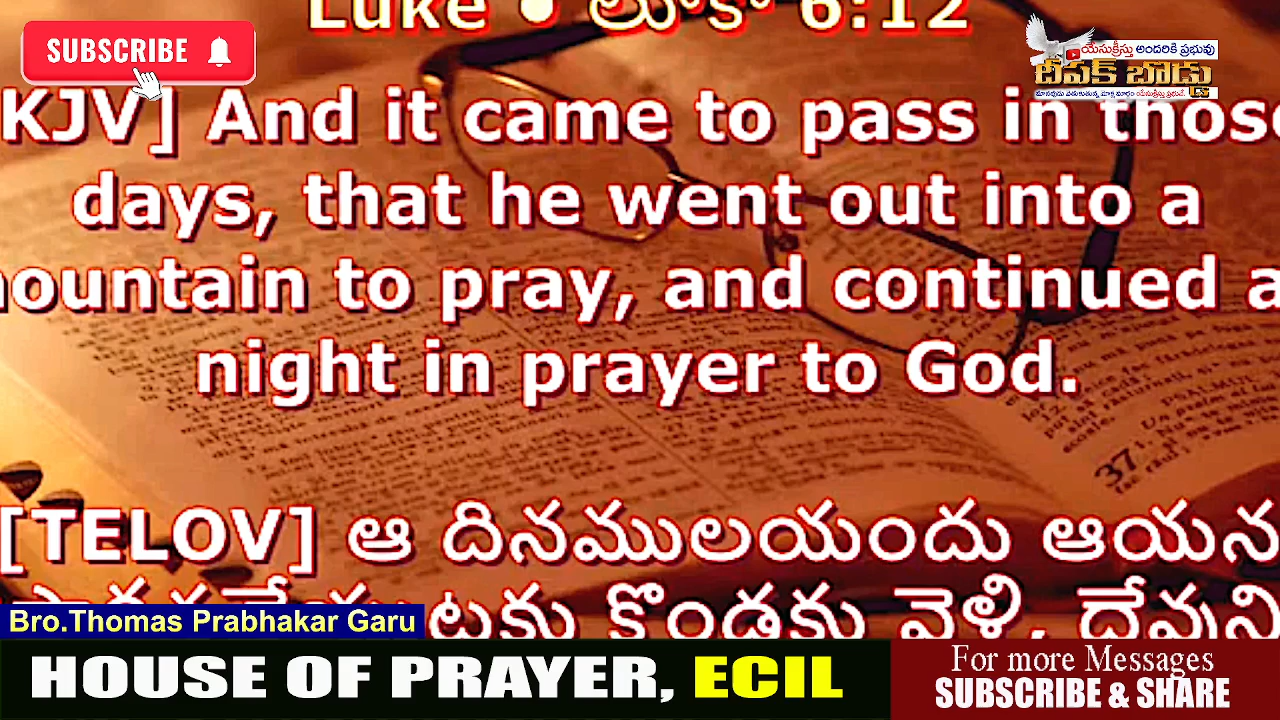 Luke • లూకా 6:12
SUBSCRIBE
యేసుక్రీస్తు అందరికి ప్రభువు
దీపక్ బొడ్డు
KJV] And it came to pass in those
days, that he went out into a
mountain to pray, and continued a
night in prayer to God.
[TELOV] ఆ దినములయందు ఆయన
కొండకు వెళ్లి, దేవుని
Bro.Thomas Prabhakar Garu
HOUSE OF PRAYER, ECIL
For more Messages
SUBSCRIBE & SHARE